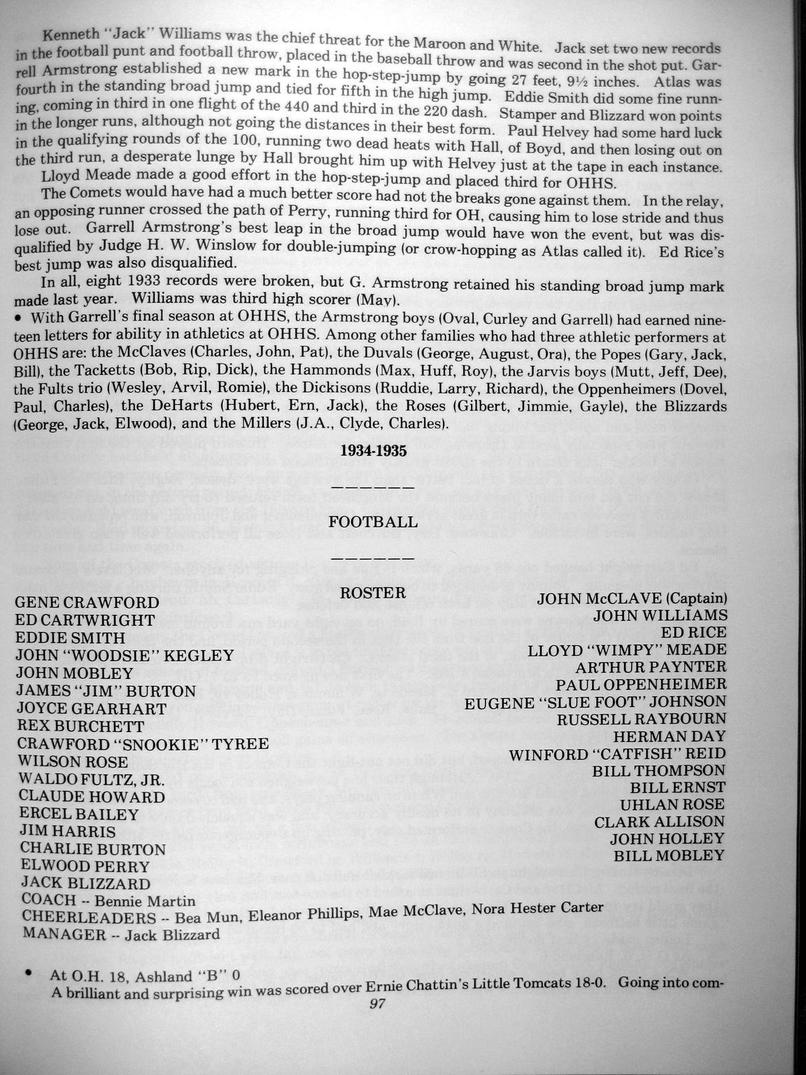 Kenneth "Jack" Williams was the chief threat for the Maroon and White. Jack set two new records
in the football punt and football throw, placed in the baseball throw and was second in the shot put. Gar-
rell Armstrong established a new mark in the hop-step-jump by going 27 feet, 9½ inches. Atlas was
fourth in the standing broad jump and tied for fifth in the high jump. Eddie Smith did some fine runn-
ing, coming in third in one flight of the 440 and third in the 220 dash. Stamper and Blizzard won points
in the longer runs, although not going the distances in their best form. Paul Helvey had some hard luck
in the qualifying rounds of the 100, running two dead heats with Hall, of Boyd, and then losing out on
the third run, a desperate lunge by Hall brought him up with Helvey just at the tape in each instance.
Lloyd Meade made a good effort in the hop-step-jump and placed third for OHHS.
The Comets would have had a much better score had not the breaks gone against them. In the relay,
an opposing runner crossed the path of Perry, running third for OH, causing him to lose stride and thus
lose out. Garrell Armstrong's best leap in the broad jump would have won the event, but was dis-
qualified by Judge H. W. Winslow for double-jumping (or crow-hopping as Atlas called it). Ed Rice's
best jump was also disqualified.
In all, eight 1933 records were broken, but G. Armstrong retained his standing broad jump mark
made last year. Williams was third high scorer (May).
• With Garrell's final season at OHHS, the Armstrong boys (Oval, Curley and Garrell) had earned nine-
teen letters for ability in athletics at OHHS. Among other families who had three athletic performers at
OHHS are: the McClaves (Charles, John, Pat), the Duvals (George, August, Ora), the Popes (Gary, Jack,
Bill), the Tacketts (Bob, Rip, Dick), the Hammonds (Max, Huff, Roy), the Jarvis boys (Mutt, Jeff, Dee),
the Fults trio (Wesley, Arvil, Romie), the Dickisons (Ruddie, Larry, Richard), the Oppenheimers (Dovel,
Paul, Charles), the DeHarts (Hubert, Ern, Jack), the Roses (Gilbert, Jimmie, Gayle), the Blizzards
(George, Jack, Elwood), and the Millers (J.A., Clyde, Charles).
1934-1935
FOOTBALL
ROSTER
GENE CRAWFORD
ED CARTWRIGHT
EDDIE SMITH
JOHN "WOODSIE" KEGLEY
JOHN MOBLEY
JAMES "JIM" BURTON
JOYCE GEARHART
REX BURCHETT
CRAWFORD "SNOOKIE" TYREE
WILSON ROSE
WALDO FULTZ, JR.
CLAUDE HOWARD
ERCEL BAILEY
JIM HARRIS
CHARLIE BURTON
ELWOOD PERRY
JACK BLIZZARD
JOHN McCLAVE (Captain)
JOHN WILLIAMS
ED RICE
LLOYD "WIMPY" MEADE
ARTHUR PAYNTER
PAUL OPPENHEIMER
EUGENE "SLUE FOOT" JOHNSON
RUSSELL RAYBOURN
HERMAN DAY
WINFORD "CATFISH" REID
BILL THOMPSON
BILL ERNST
UHLAN ROSE
CLARK ALLISON
JOHN HOLLEY
BILL MOBLEY
COACH -- Bennie Martin
CHEERLEADERS -- Bea Mun, Eleanor Phillips, Mae McClave, Nora Hester Carter
MANAGER -- Jack Blizzard
• At O.H. 18, Ashland "B" 0
A brilliant and surprising win was scored over Ernie Chattin's Little Tomcats 18-0. Going into com-
97